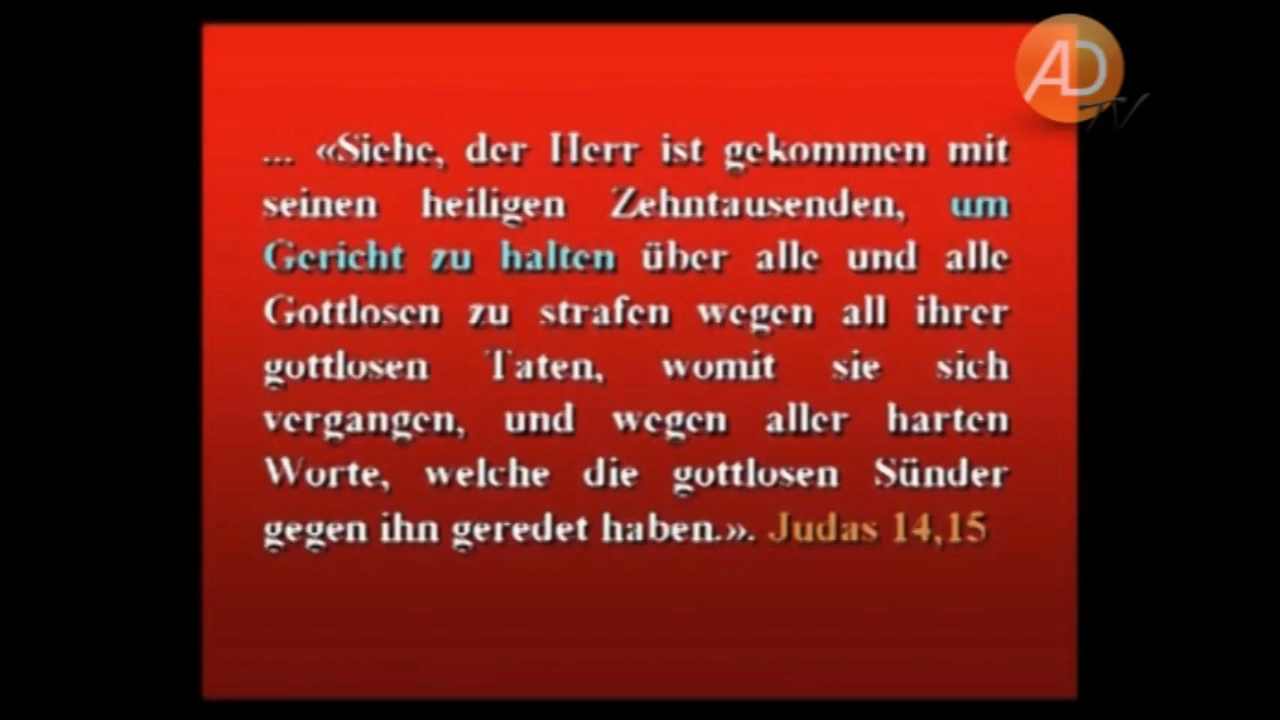 AD
TV
... «Siehe, der Herr ist gekommen mit
seinen heiligen Zehntausenden, um
Gericht zu halten über alle und alle
Gottlosen zu strafen wegen all ihrer
gottlosen Taten, womit sie sich
vergangen, und wegen aller harten
Worte, welche die gottlosen Sünder
gegen ihn geredet haben.». Judas 14,15